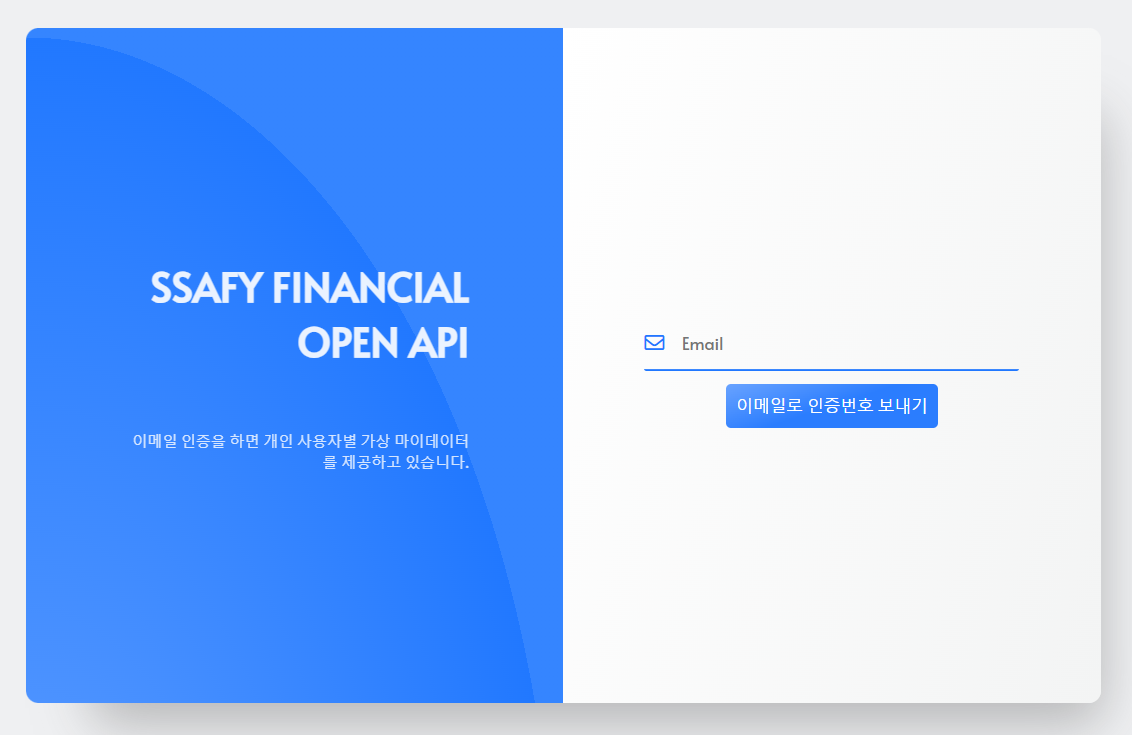 SSAFY FINANCIAL
OPEN API
이메일 인증을 하면 개인 사용자별 가상 마이데이터
를 제공하고 있습니다.
Email
이메일로 인증번호 보내기